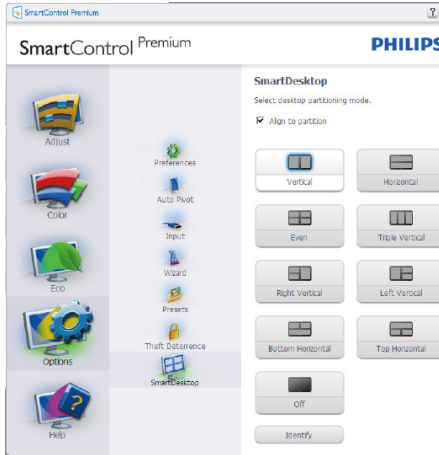 SmartControl Premium
?
SmartControl Premium
PHILIPS
Adjust
Color
Eco
Options
Help
Preferences
Auto Pivot
Input
Wizard
Presets
Theft Deterrence
SmartDesktop
SmartDesktop
Select desktop partitioning mode.
Align to partition
Vertical
Horizontal
Even
Triple Vertical
Right Vertical
Left Vertical
Bottom Horizontal
Top Horizontal
Off
Identify